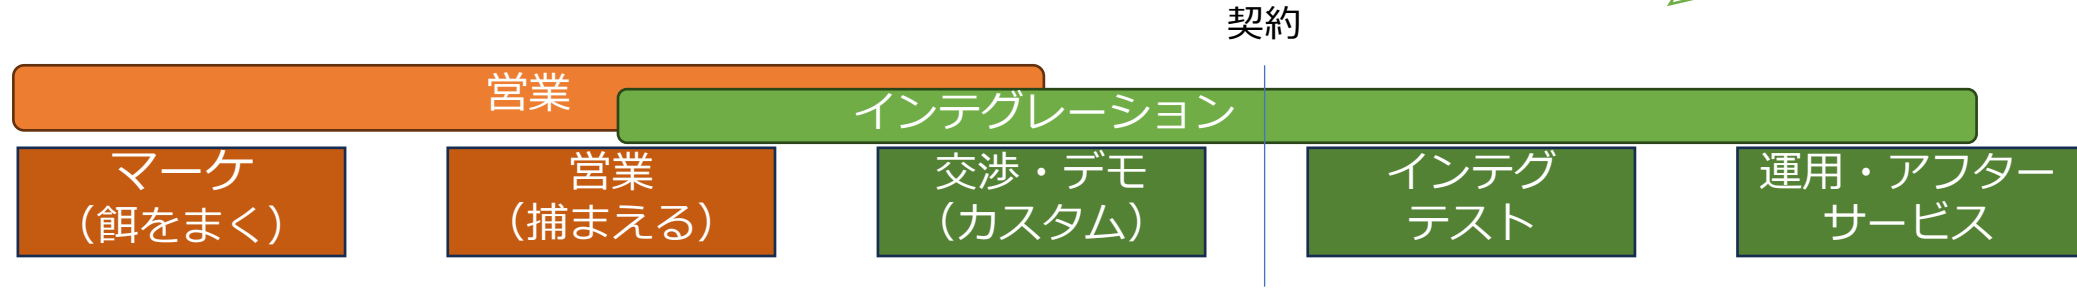 契約
営業
インテグレーション
マーケ
（餌をまく）
営業
（捕まえる）
交渉・デモ
（カスタム）
インテグ
テスト
運用・アフター
サービス